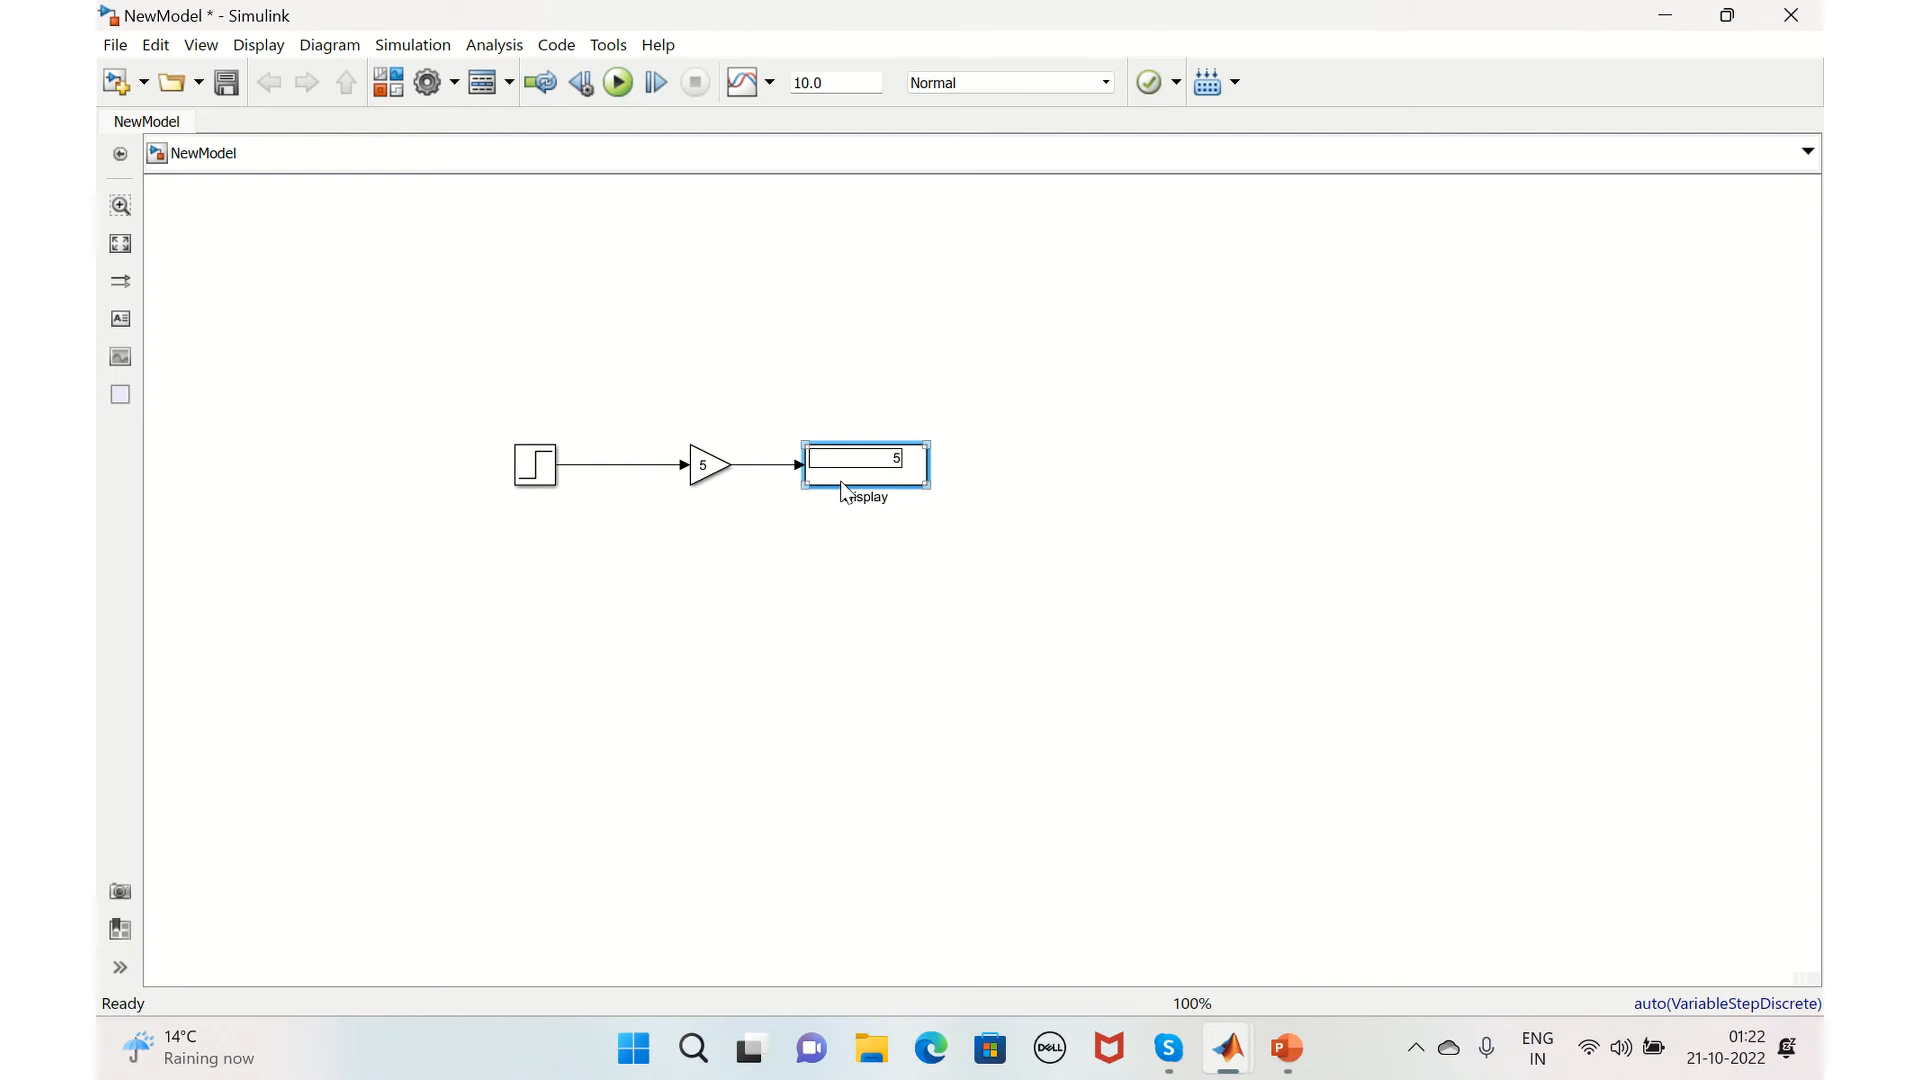 NewModel * - Simulink
File Edit View Display Diagram Simulation Analysis Code Tools Help
10.0 Normal
NewModel
NewModel
5 5
isplay
Ready 100% auto(VariableStepDiscrete)
14°C
Raining now
DELL
ENG
IN
01:22
21-10-2022